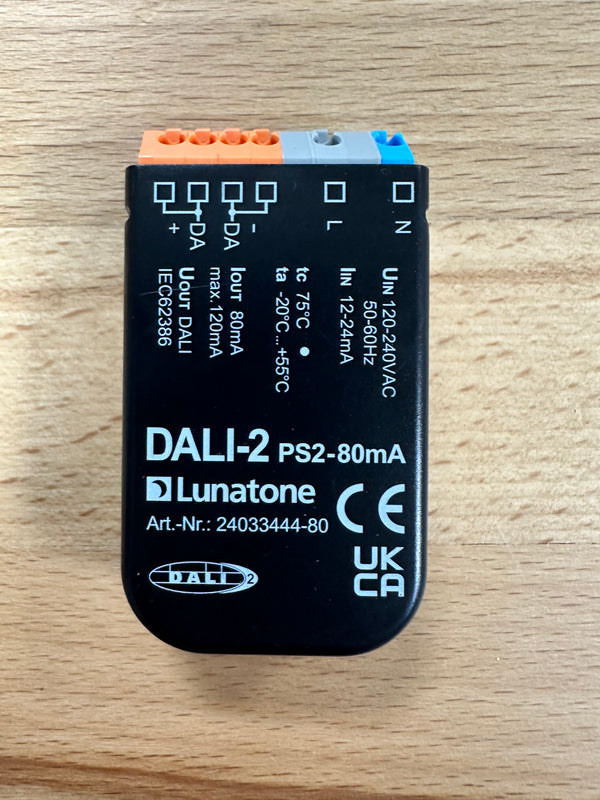 N
L
-
DA
DA
+
UIN 120-240VAC
50-60Hz
IIN 12-24mA
tc 75°C
ta -20°C...+55°C
IOUT 80mA
max.120mA
UOUT DALI
IEC62386
DALI-2 PS2-80mA
Lunatone
Art.-Nr.: 24033444-80
CE
UK
CA
DALI 2